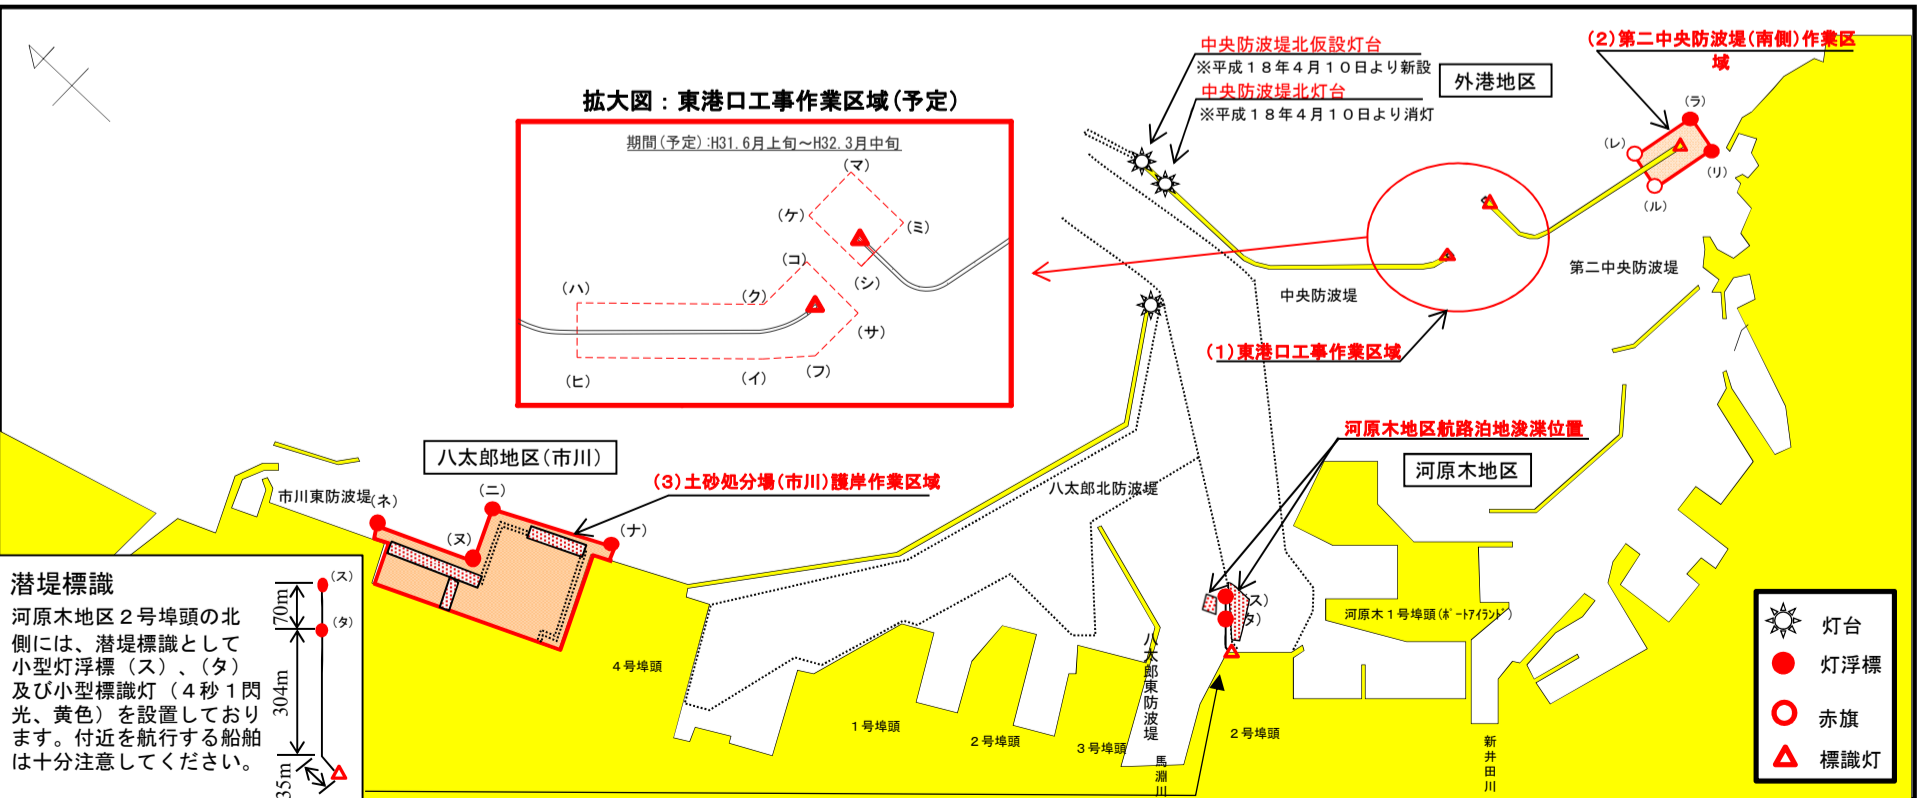 中央防波堤北仮設灯台
※平成１８年４月１０日より新設
中央防波堤北灯台
※平成１８年４月１０日より消灯
外港地区
(2)第二中央防波堤(南側)作業区
域
(ラ)
(レ)
(リ)
(ル)
拡大図：東港口工事作業区域(予定)
期間(予定):H31.6月上旬～H32.3月中旬
(マ)
(ケ)
(ミ)
(コ)
(シ)
(ハ)
(ク)
(サ)
(ヒ)
(イ)
(フ)
中央防波堤
第二中央防波堤
(1)東港口工事作業区域
河原木地区航路泊地浚渫位置
河原木地区
八太郎地区(市川)
(3)土砂処分場(市川)護岸作業区域
市川東防波堤
(ネ)
(ニ)
(ヌ)
(ナ)
八太郎北防波堤
(ス)
(タ)
河原木１号埠頭(ﾎﾟｰﾄｱｲﾗﾝﾄﾞ)
４号埠頭
１号埠頭
２号埠頭
３号埠頭
八太郎東防波堤
馬淵川
２号埠頭
新井田川
潜堤標識
河原木地区２号埠頭の北
側には、潜堤標識として
小型灯浮標（ス）、（タ）
及び小型標識灯（４秒１閃
光、黄色）を設置しており
ます。付近を航行する船舶
は十分注意してください。
(ス)
70m
(タ)
304m
35m
灯台
灯浮標
赤旗
標識灯